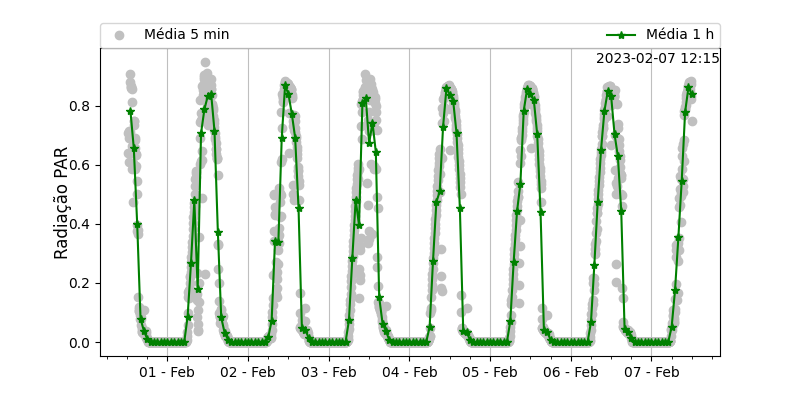 Média 5 min
Média 1 h
2023-02-07 12:15
Radiação PAR
0.8
0.6
0.4
0.2
0.0
01 - Feb
02 - Feb
03 - Feb
04 - Feb
05 - Feb
06 - Feb
07 - Feb